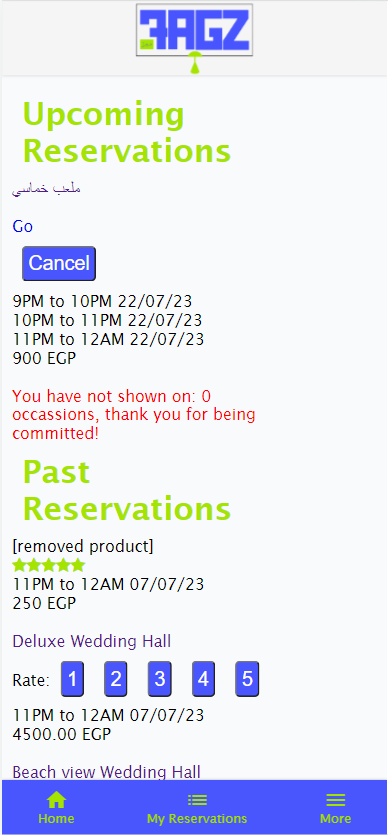 FAGZ
Upcoming
Reservations
ملعب خماسي
Go
Cancel
9PM to 10PM 22/07/23
10PM to 11PM 22/07/23
11PM to 12AM 22/07/23
900 EGP
You have not shown on: 0
occassions, thank you for being
committed!
Past
Reservations
[removed product]
11PM to 12AM 07/07/23
250 EGP
Deluxe Wedding Hall
Rate: 1 2 3 4 5
11PM to 12AM 07/07/23
4500.00 EGP
Beach view Wedding Hall
Home My Reservations More